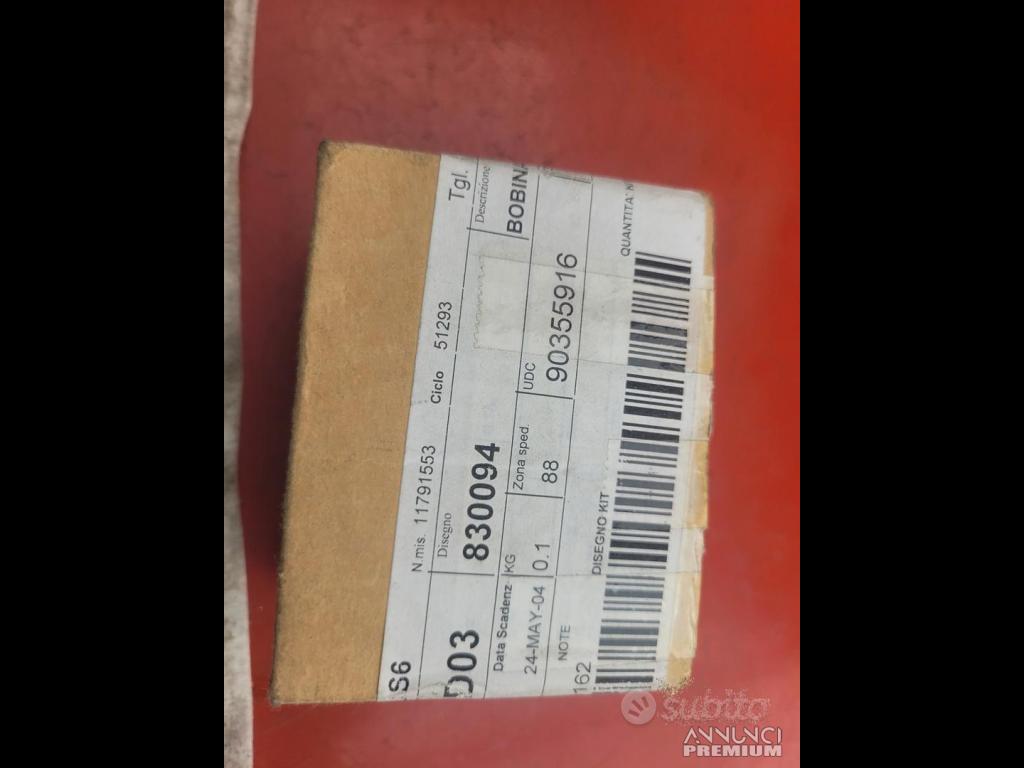 S6
N.mis. 11791553 Ciclo 51293 Tgl.
D03
Disegno
830094
Descrizione
BOBINA
Data Scadenz KG Zona sped. UDC
24-MAY-04 0.1 88 90355916
NOTE
162
DISEGNO KIT
QUANTITA' N
subito
ANNUNCI
PREMIUM